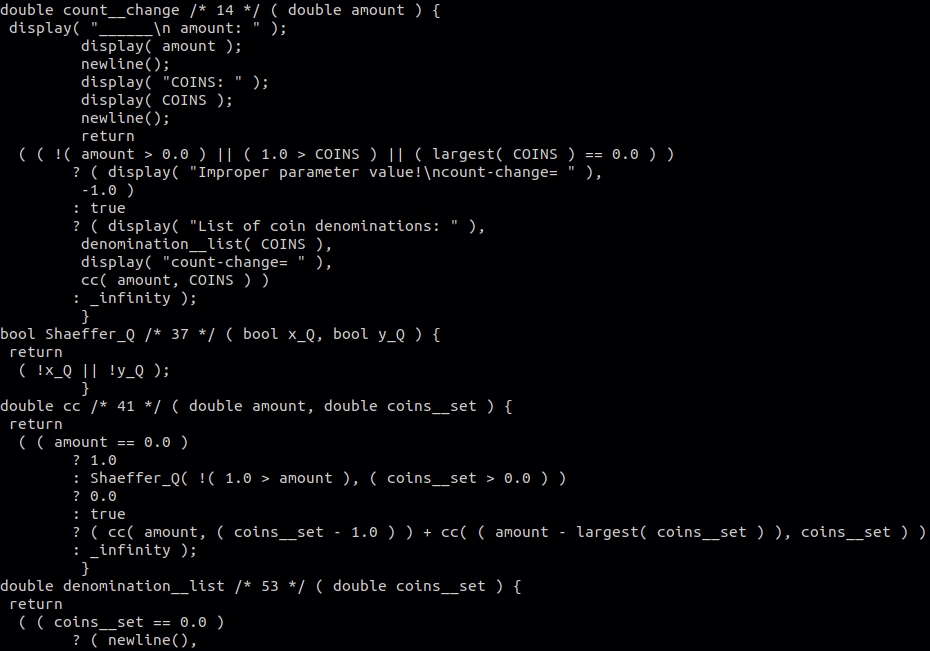 double count__change /* 14 */ ( double amount ) {
 display( "______\n amount: " );
         display( amount );
         newline();
         display( "COINS: " );
         display( COINS );
         newline();
         return
  ( ( !( amount > 0.0 ) || ( 1.0 > COINS ) || ( largest( COINS ) == 0.0 ) )
        ? ( display( "Improper parameter value!\ncount-change= " ),
         -1.0 )
        : true
        ? ( display( "List of coin denominations: " ),
         denomination__list( COINS ),
         display( "count-change= " ),
         cc( amount, COINS ) )
        : _infinity );
         }
bool Shaeffer_Q /* 37 */ ( bool x_Q, bool y_Q ) {
 return
  ( !x_Q || !y_Q );
         }
double cc /* 41 */ ( double amount, double coins__set ) {
 return
  ( ( amount == 0.0 )
        ? 1.0
        : Shaeffer_Q( !( 1.0 > amount ), ( coins__set > 0.0 ) )
        ? 0.0
        : true
        ? ( cc( amount, ( coins__set - 1.0 ) ) + cc( ( amount - largest( coins__set ) ), coins__set ) )
        : _infinity );
         }
double denomination__list /* 53 */ ( double coins__set ) {
 return
  ( ( coins__set == 0.0 )
        ? ( newline(),